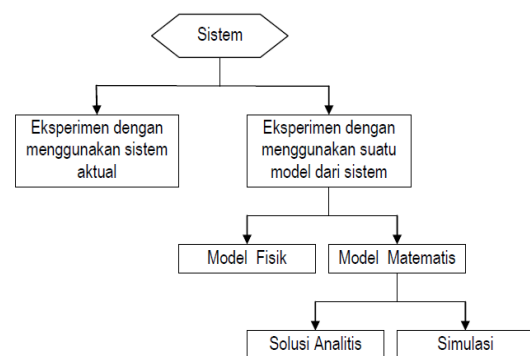 Sistem
Eksperimen dengan
menggunakan sistem
aktual
Eksperimen dengan
menggunakan suatu
model dari sistem
Model Fisik
Model Matematis
Solusi Analitis
Simulasi